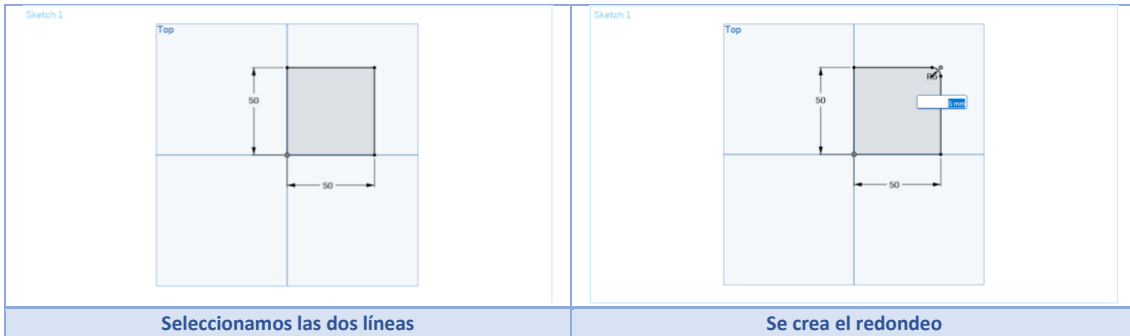 Sketch 1
Top
50
50
Seleccionamos las dos líneas
Sketch 1
Top
R5
50
5 mm
50
Se crea el redondeo